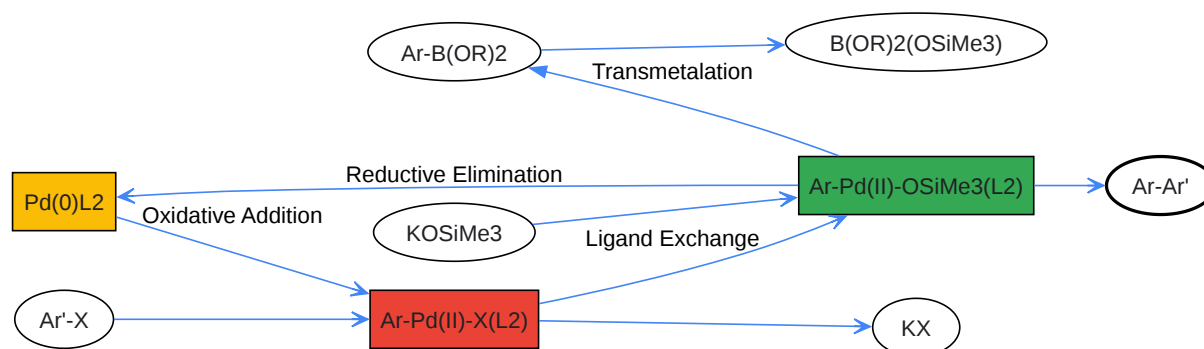 Ar-B(OR)2
B(OR)2(OSiMe3)
Transmetalation
Reductive Elimination
Ar-Pd(II)-OSiMe3(L2)
Ar-Ar'
Pd(0)L2
Oxidative Addition
KOSiMe3
Ligand Exchange
Ar'-X
Ar-Pd(II)-X(L2)
KX